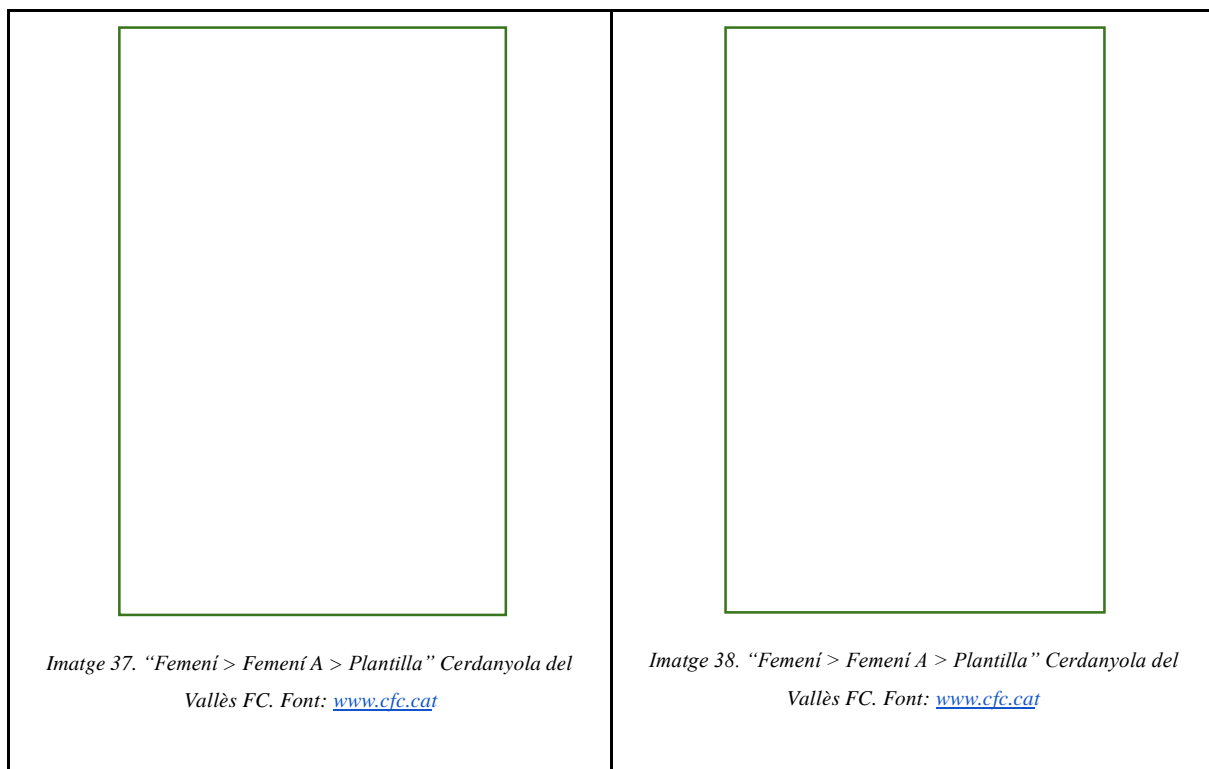 Imatge 37. “Femení > Femení A > Plantilla” Cerdanyola del
Vallès FC. Font: www.cfc.cat
Imatge 38. “Femení > Femení A > Plantilla” Cerdanyola del
Vallès FC. Font: www.cfc.cat